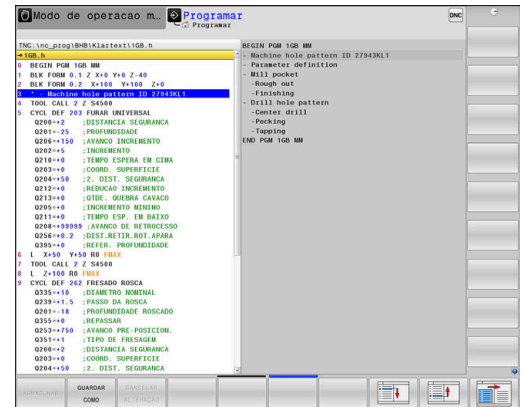 Modo de operacao m...
Programar
Programar
DNC
TNC:\nc_prog\BHB\Klartext\1GB.h
→1GB.h
0 BEGIN PGM 1GB MM
1 BLK FORM 0.1 Z X+0 Y+0 Z-40
2 BLK FORM 0.2 X+100 Y+100 Z+0
3 * - Machine hole pattern ID 27943KL1
4 TOOL CALL 2 Z S4500
5 CYCL DEF 203 FURAR UNIVERSAL
Q200=+2 ;DISTANCIA SEGURANCA
Q201=-25 ;PROFUNDIDADE
Q206=+150 ;AVANCO INCREMENTO
Q202=+5 ;INCREMENTO
Q210=+0 ;TEMPO ESPERA EM CIMA
Q203=+0 ;COORD. SUPERFICIE
Q204=+50 ;2. DIST. SEGURANCA
Q212=+0 ;REDUCAO INCREMENTO
Q213=+0 ;QTDE. QUEBRA CAVACO
Q205=+0 ;INCREMENTO MINIMO
Q211=+0 ;TEMPO ESP. EM BAIXO
Q208=+99999 ;AVANCO DE RETROCESSO
Q256=+0.2 ;DIST.RETIR.ROT.APARA
Q395=+0 ;REFER. PROFUNDIDADE
6 L X+50 Y+50 R0 FMAX
7 TOOL CALL 2 Z S4500
8 L Z+100 R0 FMAX
9 CYCL DEF 262 FRESADO ROSCA
Q335=+10 ;DIAMETRO NOMINAL
Q239=+1.5 ;PASSO DA ROSCA
Q201=-18 ;PROFUNDIDADE ROSCADO
Q355=+0 ;REPASSAR
Q253=+750 ;AVANCO PRE-POSICION.
Q351=+1 ;TIPO DE FRESAGEM
Q200=+2 ;DISTANCIA SEGURANCA
Q203=+0 ;COORD. SUPERFICIE
Q204=+50 ;2. DIST. SEGURANCA
BEGIN PGM 1GB MM
- Machine hole pattern ID 27943KL1
- Parameter definition
- Mill pocket
-Rough out
-Finishing
- Drill hole pattern
-Center drill
-Pecking
-Tapping
END PGM 1GB MM
GUARDAR
COMO
CANCELAR
ALTERAÇAO